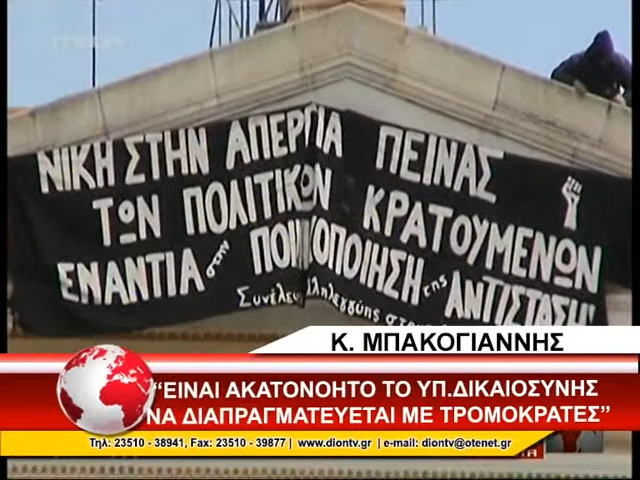 ΝΙΚΗ ΣΤΗΝ ΑΠΕΡΓΙΑ ΠΕΙΝΑΣ
ΤΩΝ ΠΟΛΙΤΙΚΩΝ ΚΡΑΤΟΥΜΕΝΩΝ
ΕΝΑΝΤΙΑ στην ΠΟΙΝΙΚΟΠΟΙΗΣΗ της ΑΝΤΙΣΤΑΣΗΣ
Κ. ΜΠΑΚΟΓΙΑΝΝΗΣ
“ΕΙΝΑΙ ΑΚΑΤΟΝΟΗΤΟ ΤΟ ΥΠ.ΔΙΚΑΙΟΣΥΝΗΣ
ΝΑ ΔΙΑΠΡΑΓΜΑΤΕΥΕΤΑΙ ΜΕ ΤΡΟΜΟΚΡΑΤΕΣ”
Τηλ: 23510 - 38941, Fax: 23510 - 39877 | www.diontv.gr | e-mail: diontv@otenet.gr